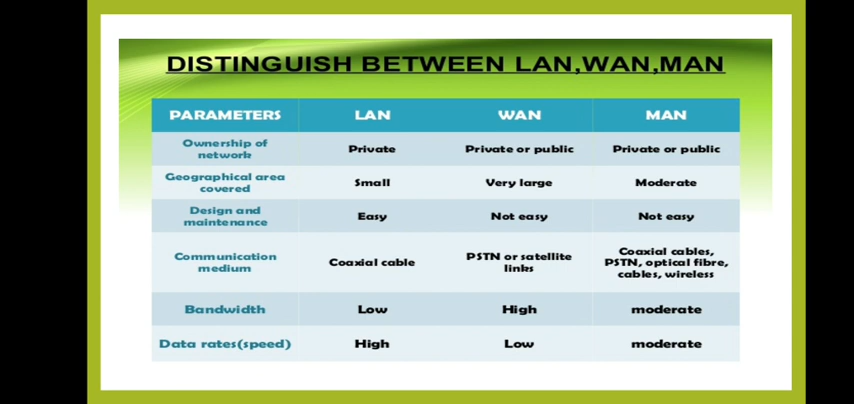 DISTINGUISH BETWEEN LAN,WAN,MAN
PARAMETERS LAN WAN MAN
Ownership of network Private Private or public Private or public
Geographical area covered Small Very large Moderate
Design and maintenance Easy Not easy Not easy
Communication medium Coaxial cable PSTN or satellite links Coaxial cables, PSTN, optical fibre, cables, wireless
Bandwidth Low High moderate
Data rates(speed) High Low moderate